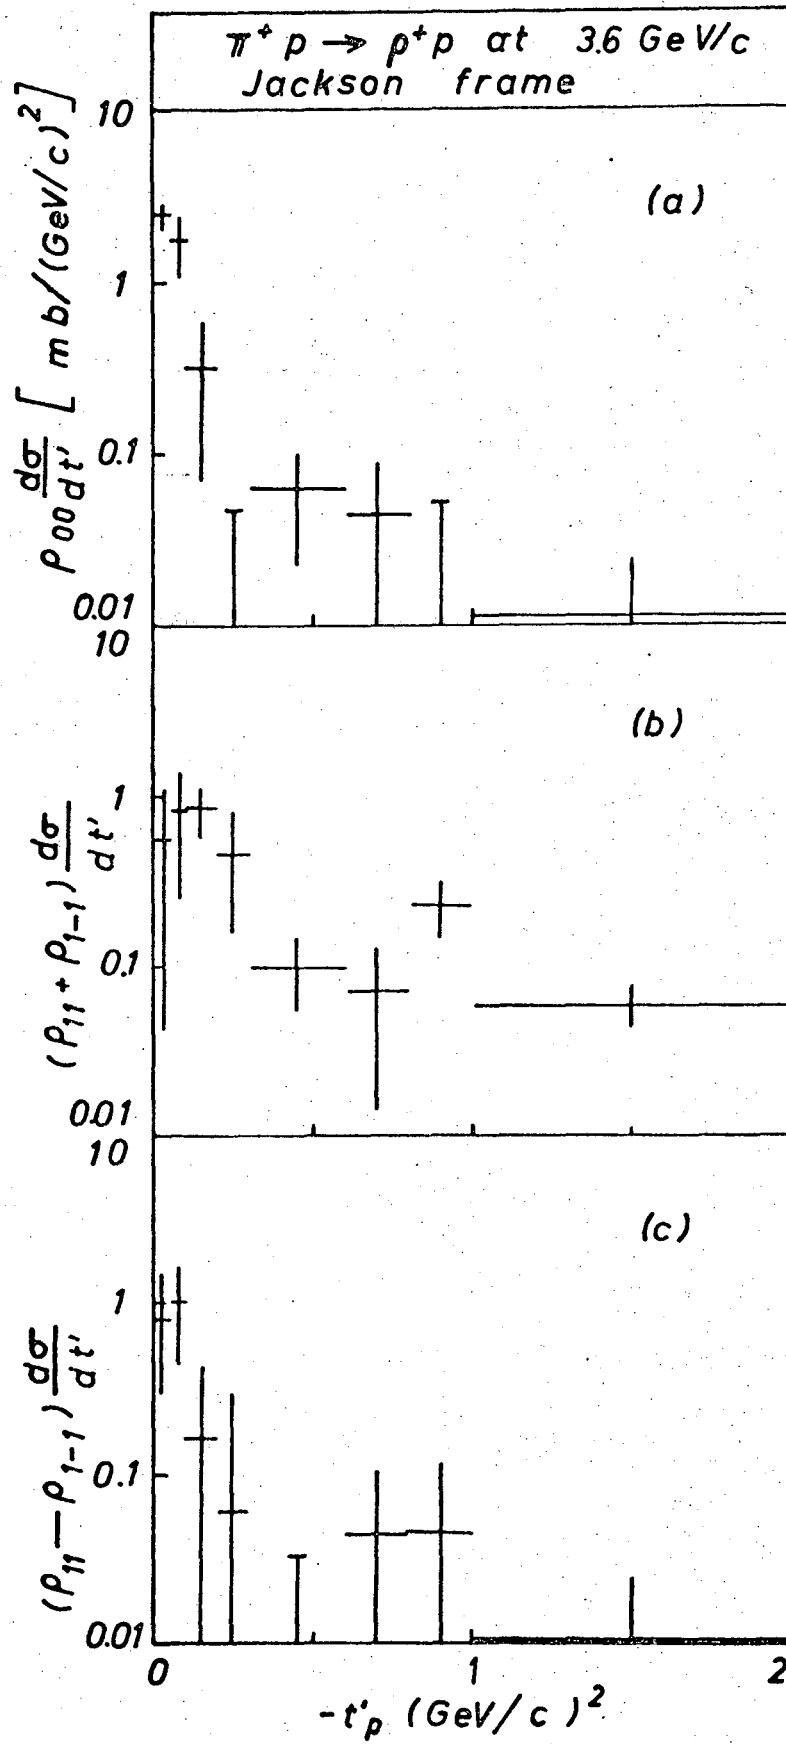 π⁺ p → ρ⁺p at 3.6 GeV/c
Jackson frame
ρ₀₀ dσ/dt' [ mb/(GeV/c)²]
10
1
0.1
0.01
(a)
(ρ₁₁ + ρ₁₋₁) dσ/dt'
10
1
0.1
0.01
(b)
(ρ₁₁ — ρ₁₋₁) dσ/dt'
10
1
0.1
0.01
(c)
0 1 2
-t'ₚ (GeV/c)²